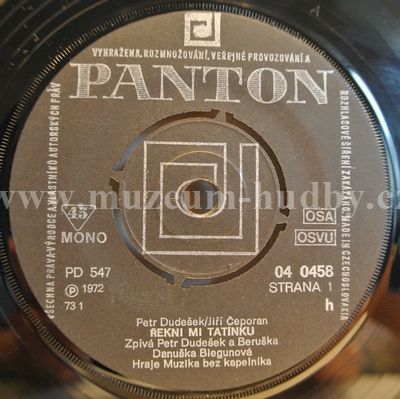 VYHRAŽENA. ROZMNOŽOVÁNÍ, VEŘEJNÉ PROVOZOVÁNÍ A
PANTON
VŠECHNA PRÁVA VÝROBCE A VLASTNÍKŮ AUTORSKÝCH PRÁV
ROZHLASOVÉ ŠÍŘENÍ ZAKÁZÁNO. MADE IN CZECHOSLOVAKIA
www.muzeum-hudby.cz
45
MONO
OSA
OSVU
PD 547
04 0458
Ⓟ 1972
STRANA 1
73 1
h
Petr Dudešek/Jiří Čeporan
ŘEKNI MI TATÍNKU
Zpívá Petr Dudešek a Beruška
Danuška Blegunová
Hraje Muzika bez kapelníka